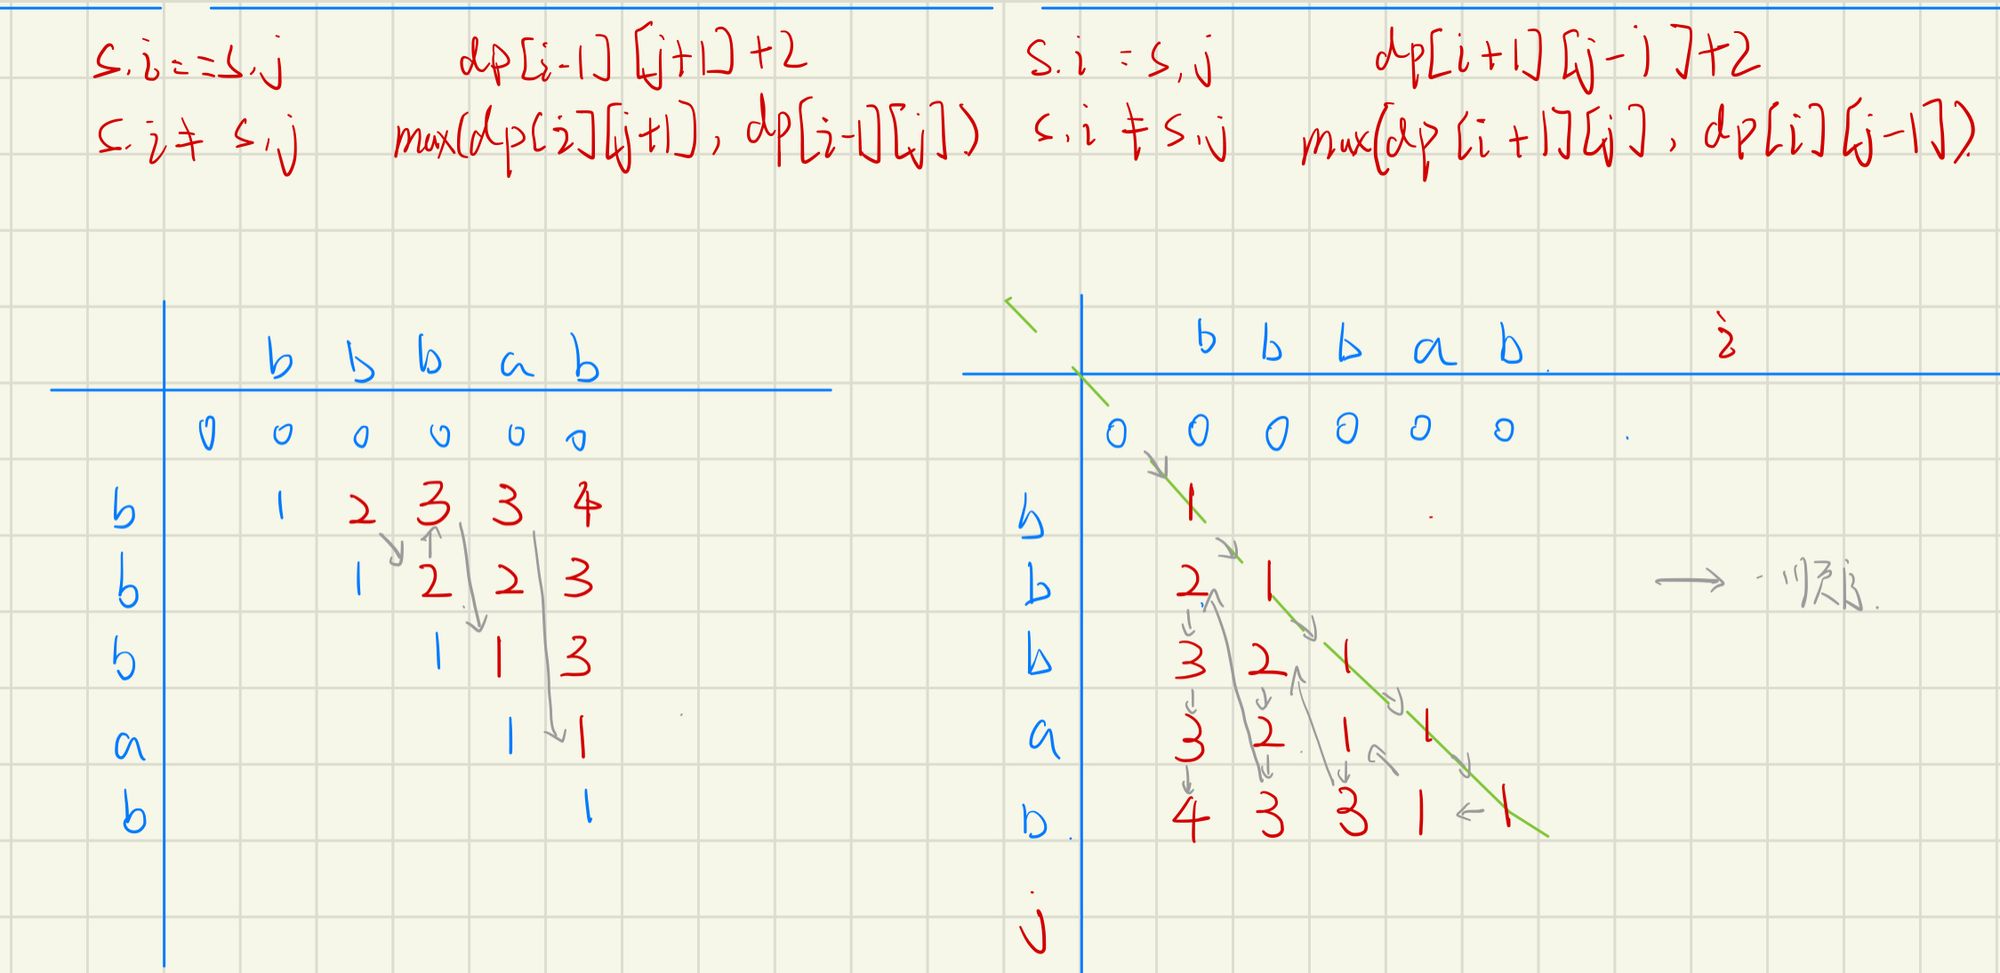 s.i==s.j dp[i-1][j+1]+2
s.i≠s.j max(dp[i][j+1], dp[i-1][j])
b b b a b
0 0 0 0 0 0
b 1 2 3 3 4
b 1 2 2 3
b 1 1 3
a 1 1
b 1
s.i=s.j dp[i+1][j-1]+2
s.i≠s.j max(dp[i+1][j], dp[i][j-1])
b b b a b i
0 0 0 0 0 0
b 1
b 2 1
b 3 2 1
a 3 2 1 1
b 4 3 3 1 1
j